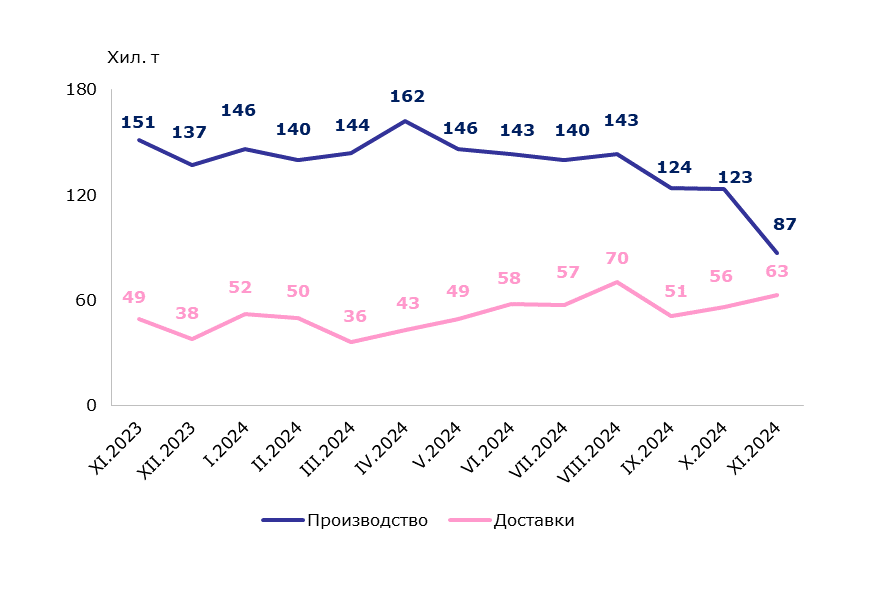 Хил. т
180
120
60
0
151 137 146 140 144 162 146 143 140 143 124 123 87
49 38 52 50 36 43 49 58 57 70 51 56 63
XI.2023 XII.2023 I.2024 II.2024 III.2024 IV.2024 V.2024 VI.2024 VII.2024 VIII.2024 IX.2024 X.2024 XI.2024
Производство Доставки